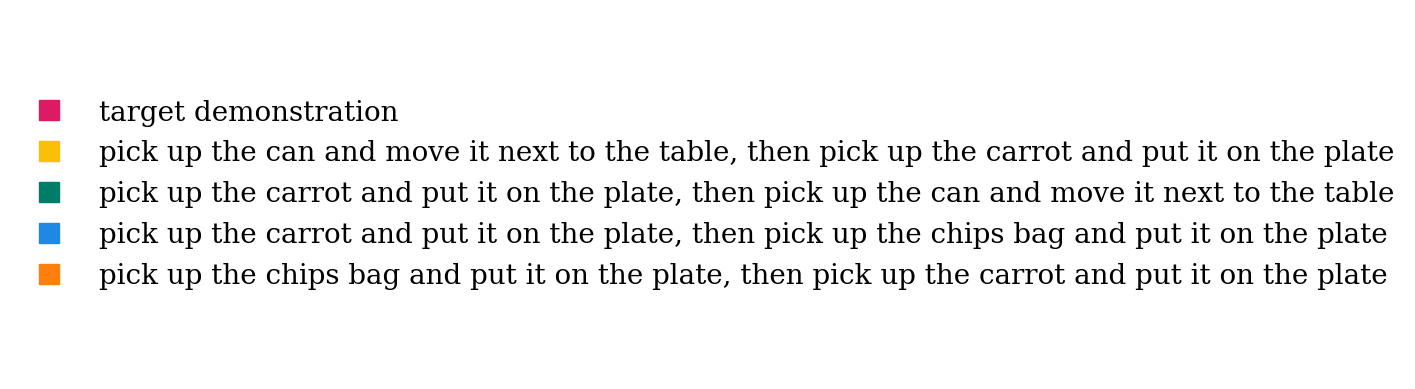 target demonstration
pick up the can and move it next to the table, then pick up the carrot and put it on the plate
pick up the carrot and put it on the plate, then pick up the can and move it next to the table
pick up the carrot and put it on the plate, then pick up the chips bag and put it on the plate
pick up the chips bag and put it on the plate, then pick up the carrot and put it on the plate